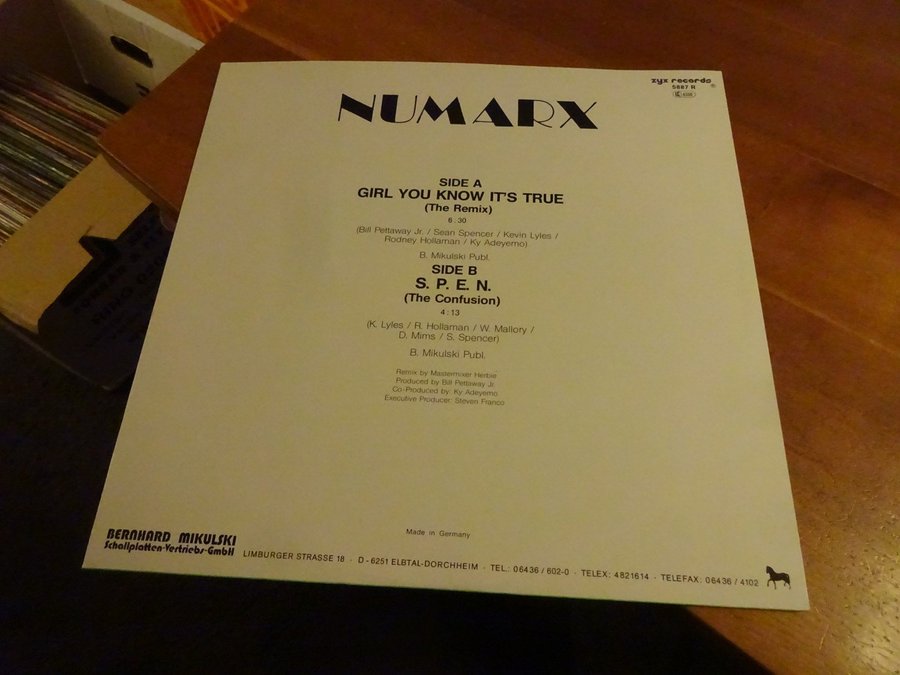 NUMARX
zyx records
5887 R
SIDE A
GIRL YOU KNOW IT'S TRUE
(The Remix)
6:30
(Bill Pettaway Jr. / Sean Spencer / Kevin Lyles /
Rodney Hollaman / Ky Adeyemo).
B. Mikulski Publ.
SIDE B
S. P. E. N.
(The Confusion)
4:13
(K. Lyles / R. Hollaman / W. Mallory /
D. Mims / S. Spencer)
B. Mikulski Publ.
Remix by Mastermixer Herbie
Produced by Bill Pettaway Jr.
Co-Produced by: Ky Adeyemo
Executive Producer: Steven Franco
Made in Germany
BERNHARD MIKULSKI
Schallplatten-Vertriebs-GmbH
LIMBURGER STRASSE 18 · D-6251 ELBTAL-DORCHHEIM · TEL.: 06436 / 602-0 · TELEX: 4821614 · TELEFAX: 06436 / 4102